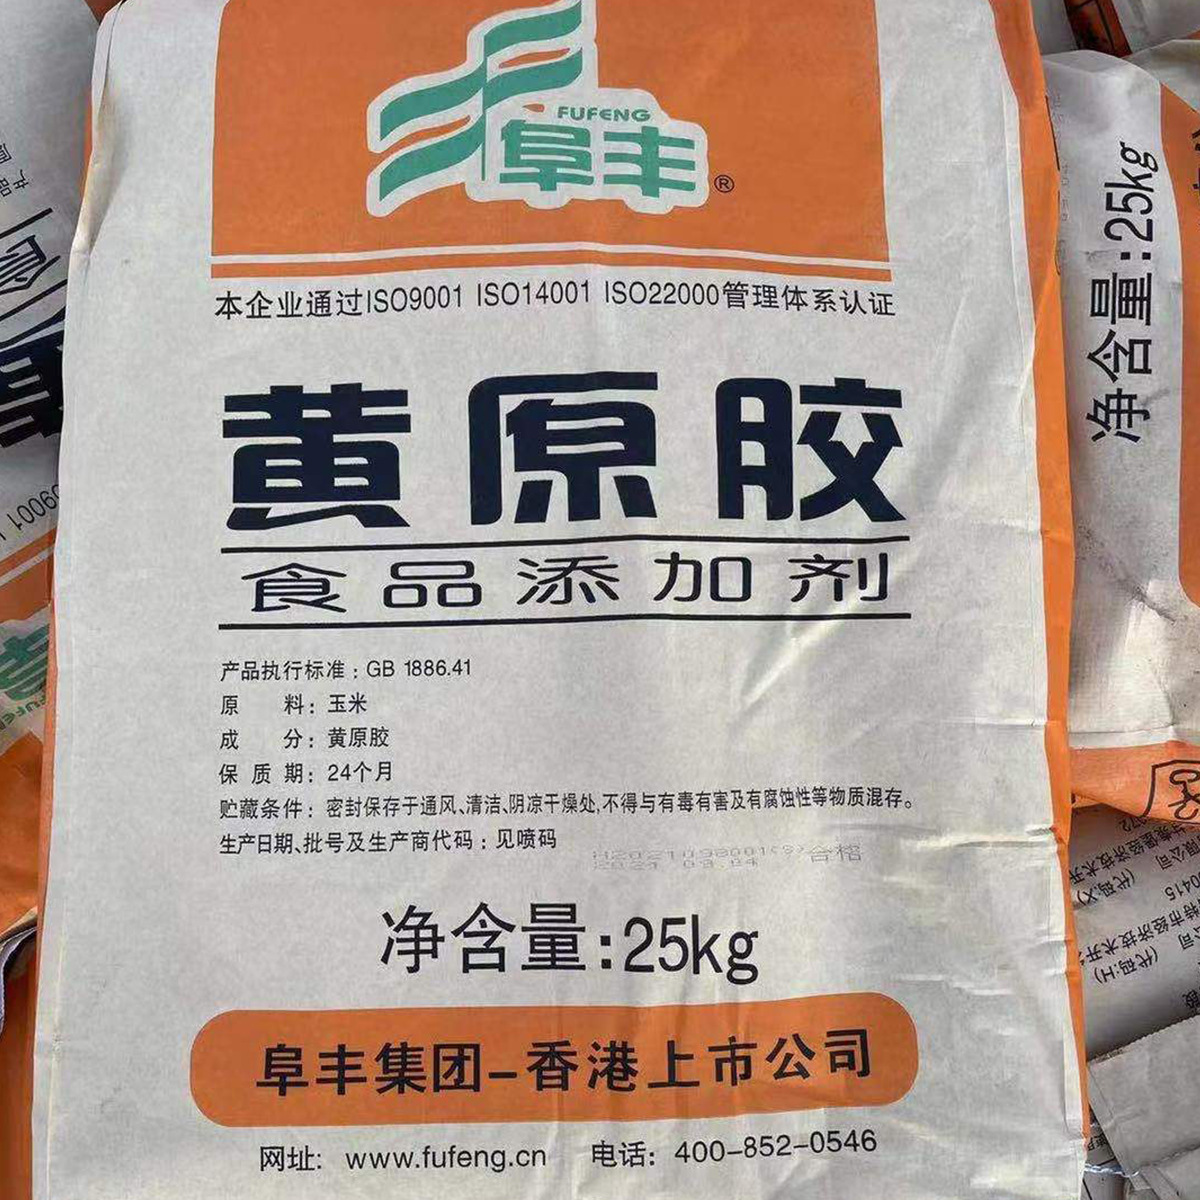 FUFENG
阜丰®
本企业通过ISO9001 ISO14001 ISO22000管理体系认证
黄原胶
食品添加剂
产品执行标准:GB 1886.41
原 料:玉米
成 分:黄原胶
保 质 期:24个月
贮藏条件:密封保存于通风、清洁、阴凉干燥处,不得与有毒有害及有腐蚀性等物质混存。
生产日期、批号及生产商代码:见喷码
合格
净含量:25kg
阜丰集团-香港上市公司
网址: www.fufeng.cn 电话: 400-852-0546
净含量:25kg